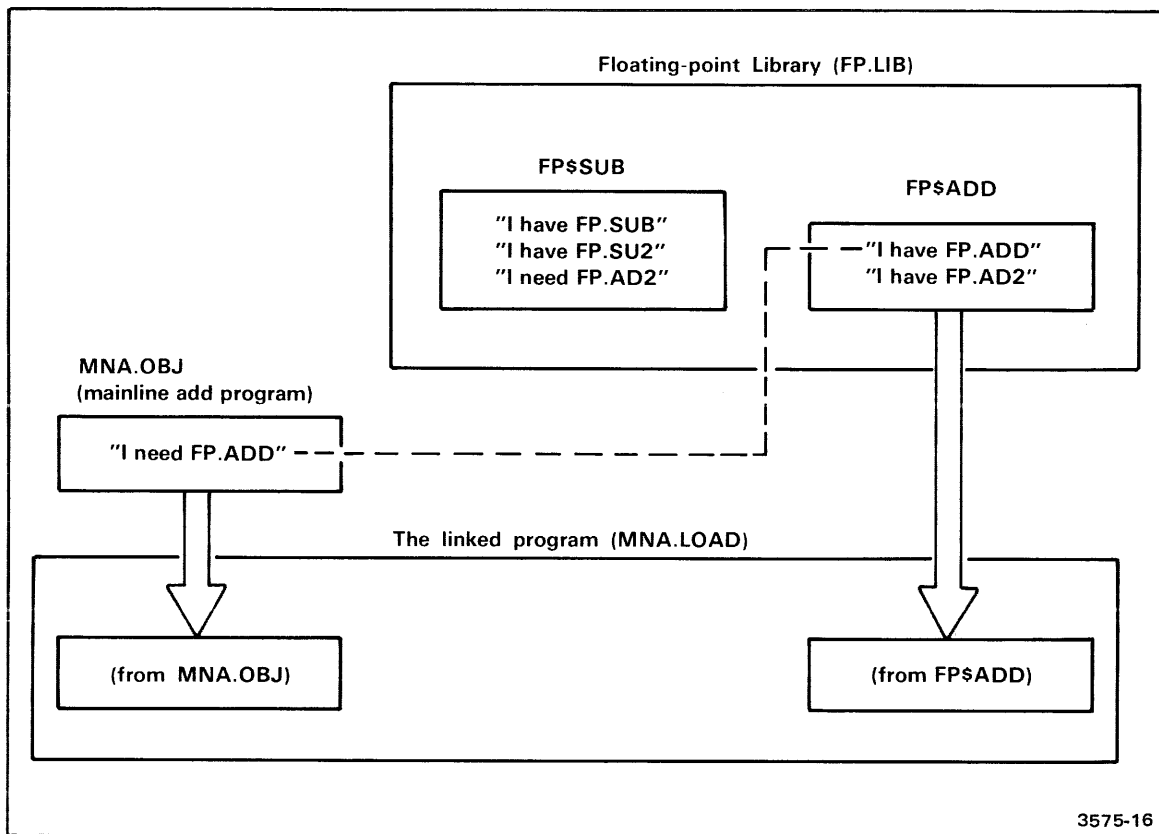 Floating-point Library (FP.LIB)
FP$SUB
"I have FP.SUB"
"I have FP.SU2"
"I need FP.AD2"
FP$ADD
"I have FP.ADD"
"I have FP.AD2"
MNA.OBJ
(mainline add program)
"I need FP.ADD"
The linked program (MNA.LOAD)
(from MNA.OBJ)
(from FP$ADD)
3575-16